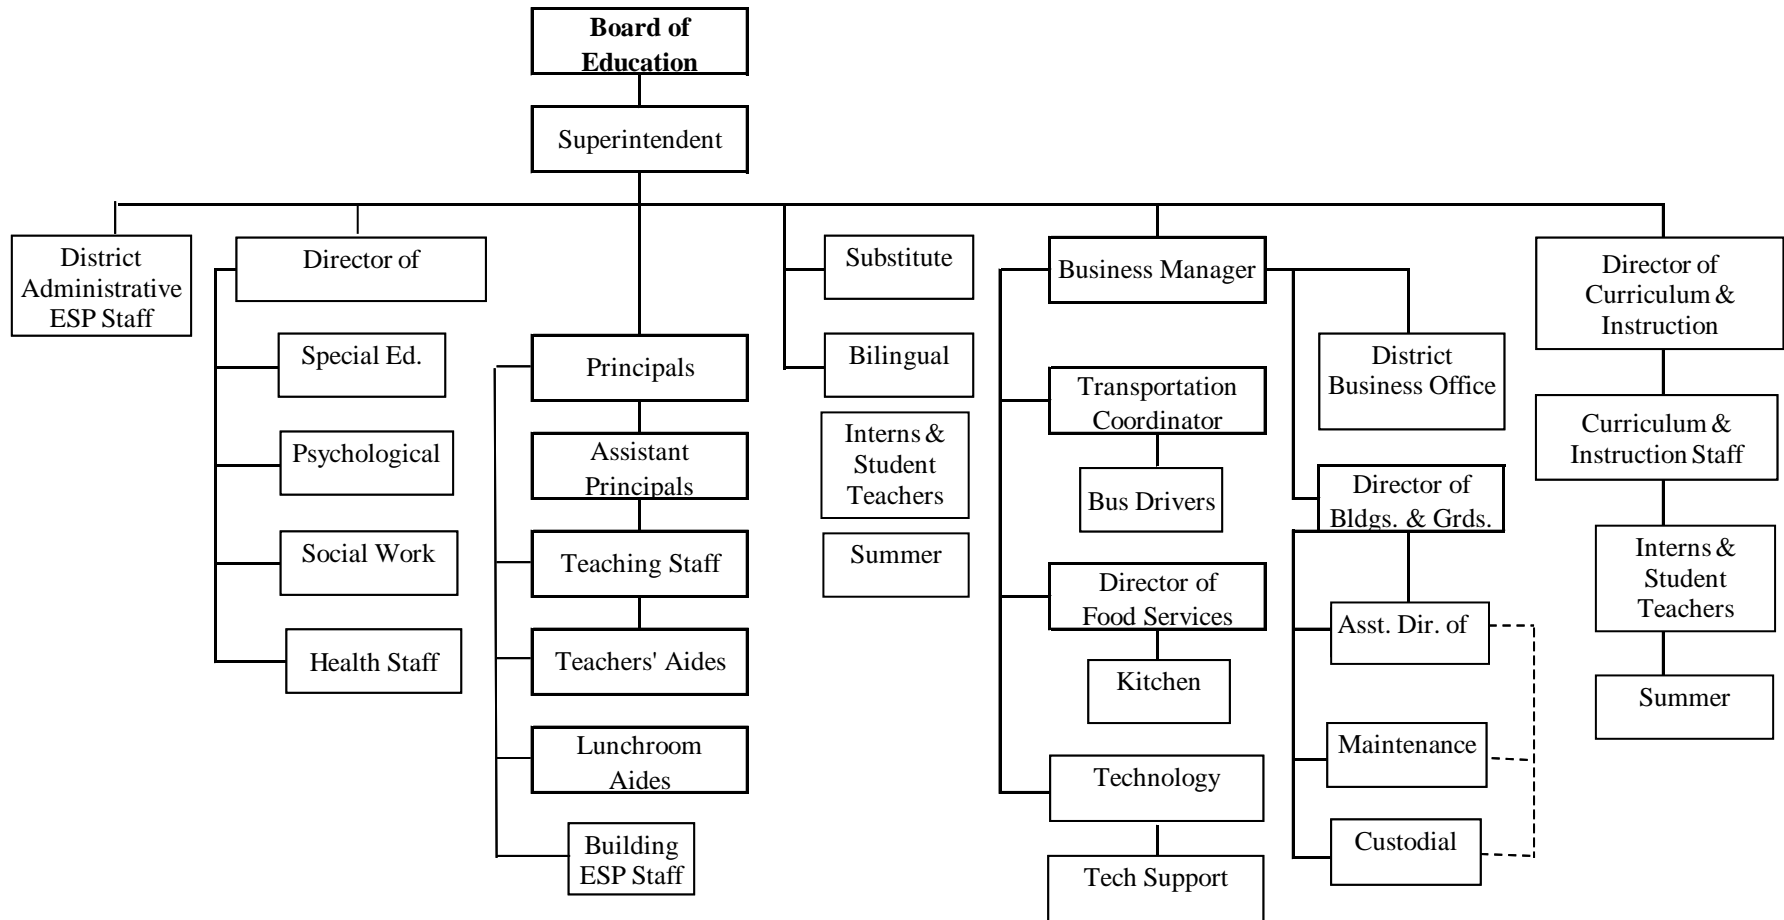 Board of
Education
Superintendent
District
Administrative
ESP Staff
Director of
Special Ed.
Psychological
Social Work
Health Staff
Principals
Assistant
Principals
Teaching Staff
Teachers' Aides
Lunchroom
Aides
Building
ESP Staff
Substitute
Bilingual
Interns &
Student
Teachers
Summer
Business Manager
Transportation
Coordinator
Bus Drivers
Director of
Food Services
Kitchen
Technology
Tech Support
District
Business Office
Director of
Bldgs. & Grds.
Asst. Dir. of
Maintenance
Custodial
Director of
Curriculum &
Instruction
Curriculum &
Instruction Staff
Interns &
Student
Teachers
Summer